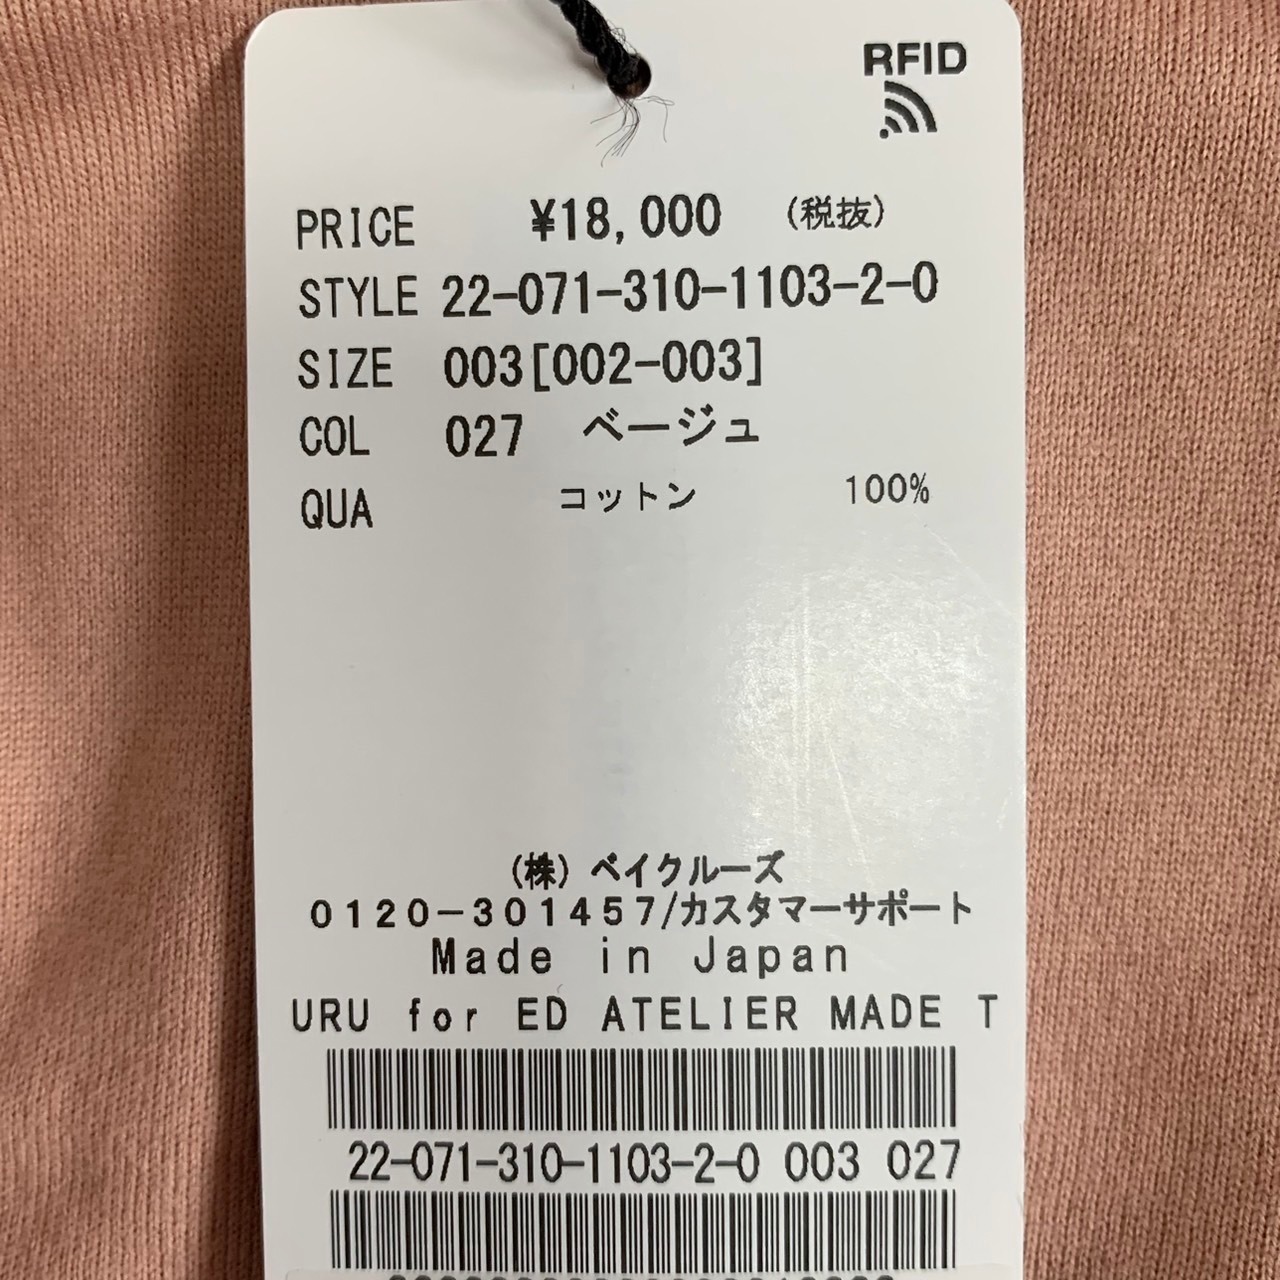 RFID
PRICE ¥18,000 (税抜)
STYLE 22-071-310-1103-2-0
SIZE 003[002-003]
COL 027 ベージュ
QUA コットン 100%
(株) ベイクルーズ
0120-301457/カスタマーサポート
Made in Japan
URU for ED ATELIER MADE T
22-071-310-1103-2-0 003 027